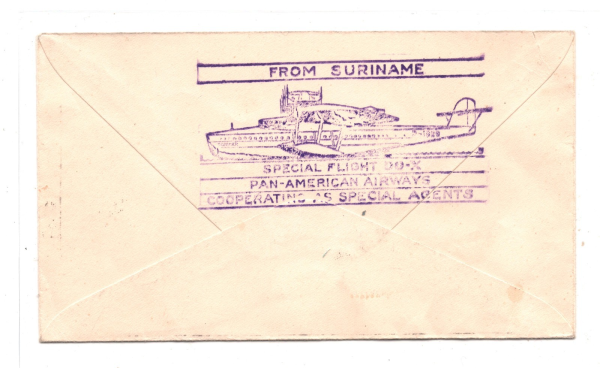 FROM SURINAME
SPECIAL FLIGHT DO-X
PAN-AMERICAN AIRWAYS
COOPERATING AS SPECIAL AGENTS